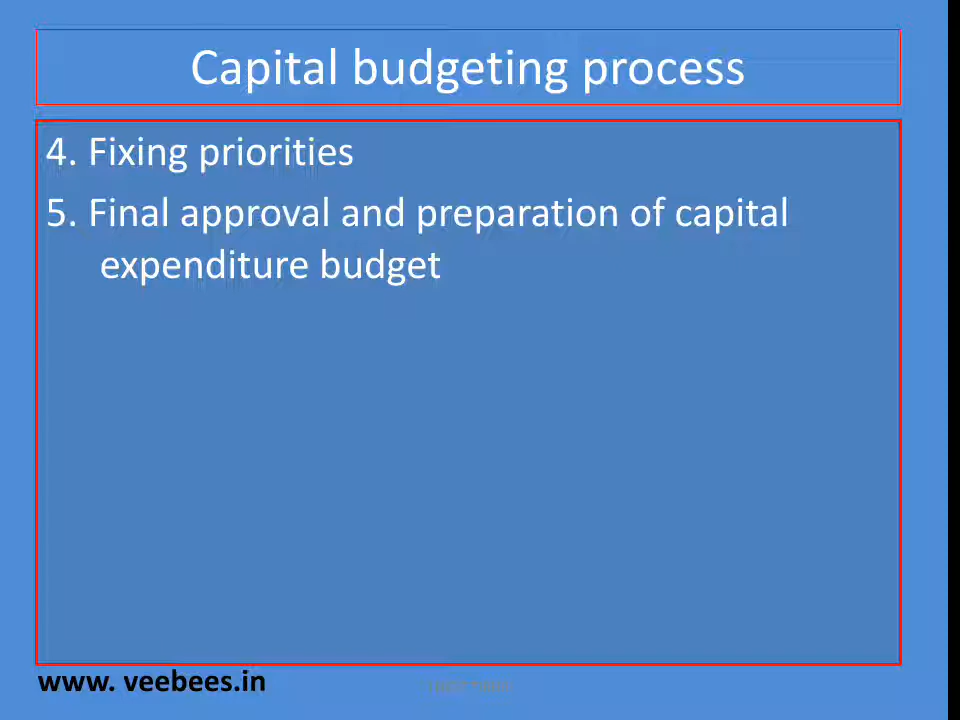 Capital budgeting process
4. Fixing priorities
5. Final approval and preparation of capital
expenditure budget
www. veebees.in